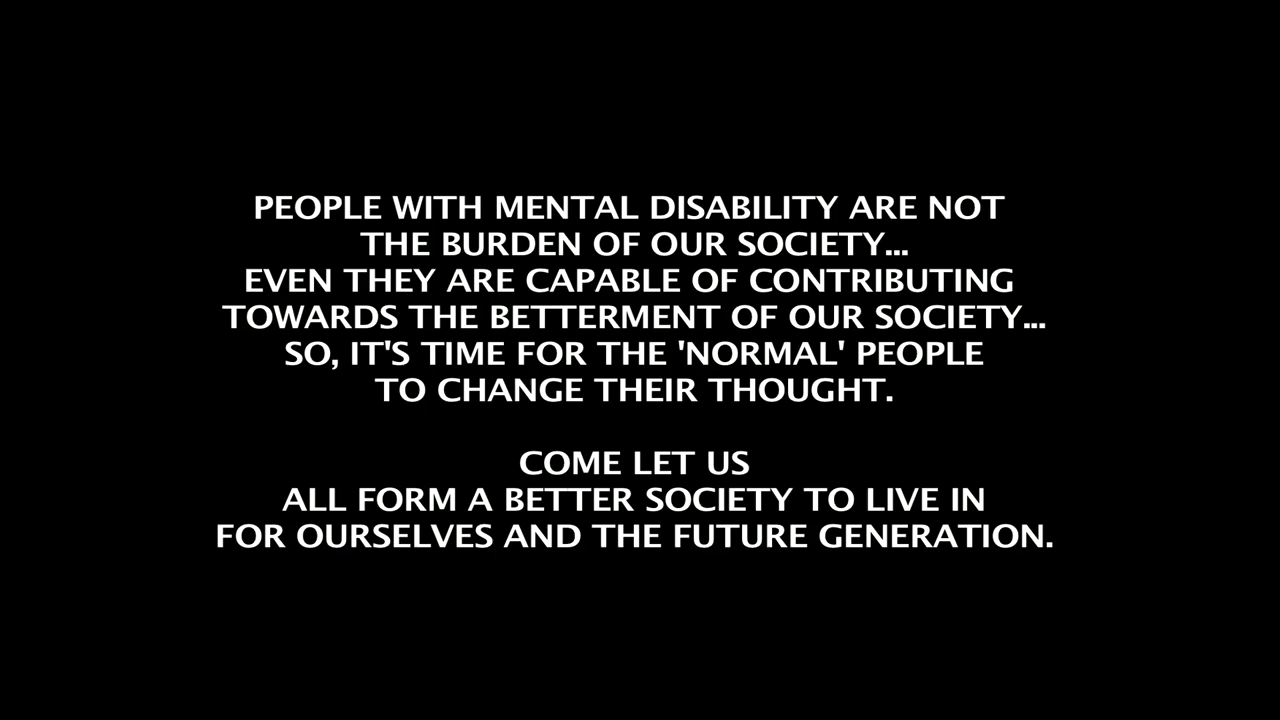 PEOPLE WITH MENTAL DISABILITY ARE NOT
THE BURDEN OF OUR SOCIETY...
EVEN THEY ARE CAPABLE OF CONTRIBUTING
TOWARDS THE BETTERMENT OF OUR SOCIETY...
SO, IT'S TIME FOR THE 'NORMAL' PEOPLE
TO CHANGE THEIR THOUGHT.
COME LET US
ALL FORM A BETTER SOCIETY TO LIVE IN
FOR OURSELVES AND THE FUTURE GENERATION.